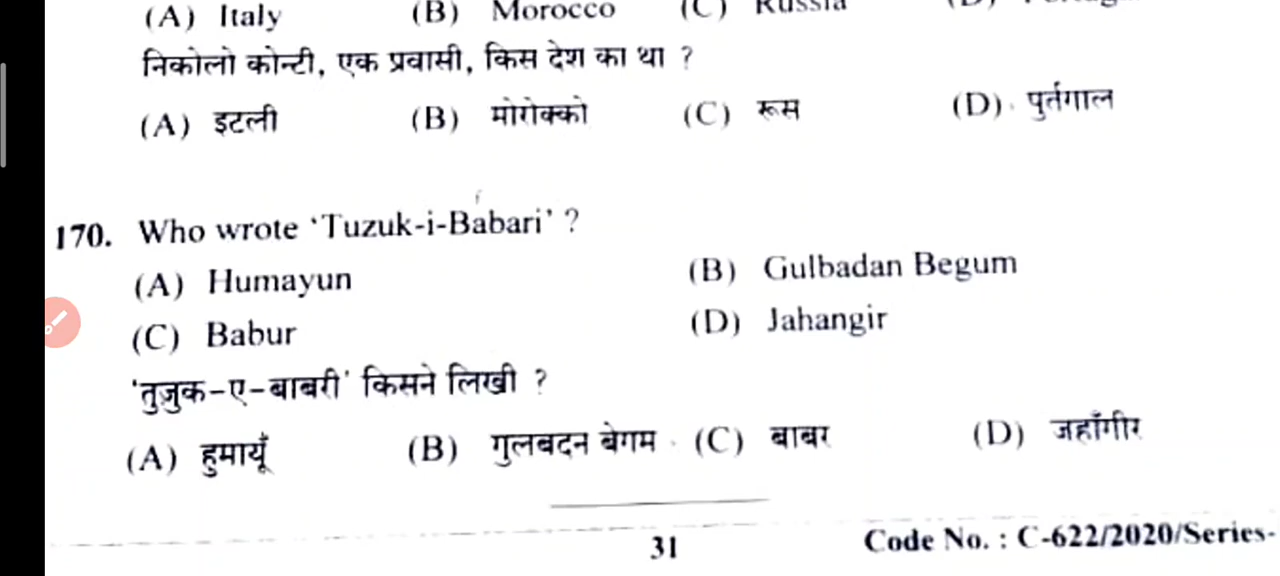 (A) Italy (B) Morocco (C) Russia (D)
निकोलो कोन्टी, एक प्रवासी, किस देश का था ?
(A) इटली (B) मोरोक्को (C) रूस (D) पुर्तगाल
170. Who wrote ‘Tuzuk-i-Babari’ ?
(A) Humayun (B) Gulbadan Begum
(C) Babur (D) Jahangir
'तुज़ुक-ए-बाबरी' किसने लिखी ?
(A) हुमायूँ (B) गुलबदन बेगम (C) बाबर (D) जहाँगीर
31 Code No. : C-622/2020/Series-